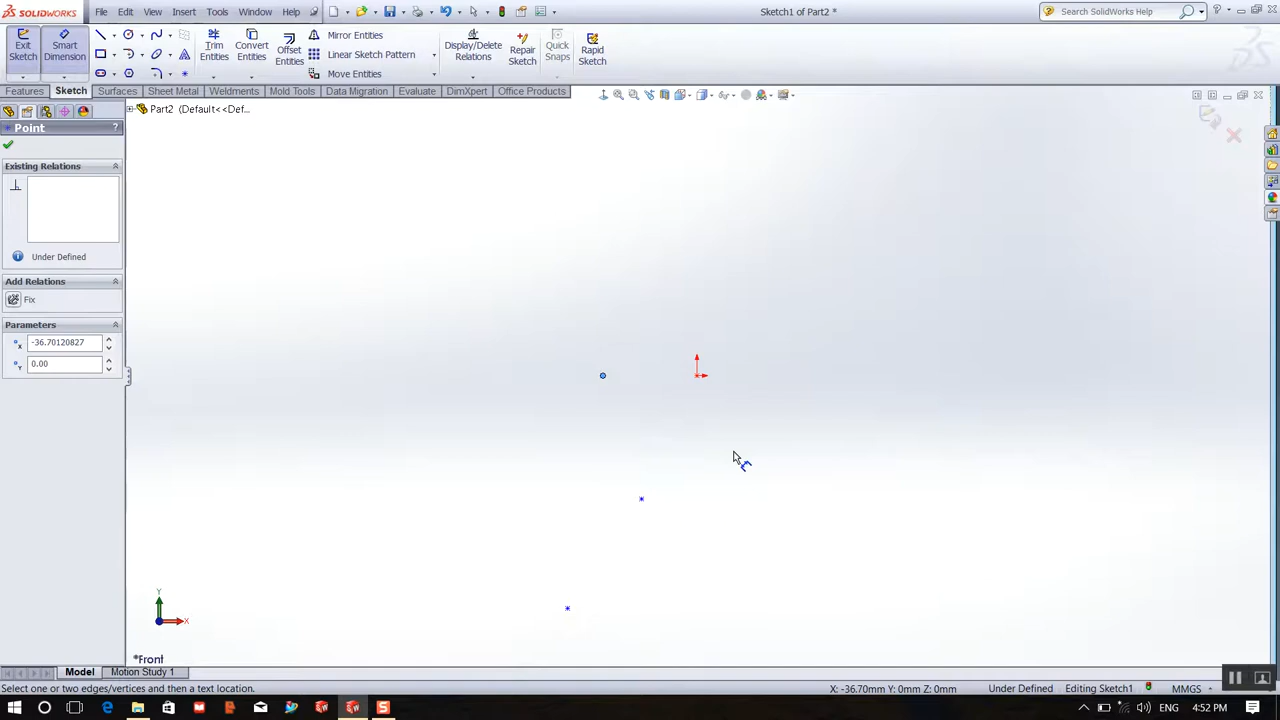 SOLIDWORKS File Edit View Insert Tools Window Help Sketch1 of Part2 * Search SolidWorks Help
Exit Sketch Smart Dimension Trim Entities Convert Entities Offset Entities Mirror Entities Linear Sketch Pattern Move Entities Display/Delete Relations Repair Sketch Quick Snaps Rapid Sketch
Features Sketch Surfaces Sheet Metal Weldments Mold Tools Data Migration Evaluate DimXpert Office Products
Part2 (Default<<Def...
Point ?
Existing Relations
Under Defined
Add Relations
Fix
Parameters
x -36.70120827
y 0.00
Y
X
*Front
Model Motion Study 1
Select one or two edges/vertices and then a text location. X: -36.70mm Y: 0mm Z: 0mm Under Defined Editing Sketch1 MMGS
ENG 4:52 PM